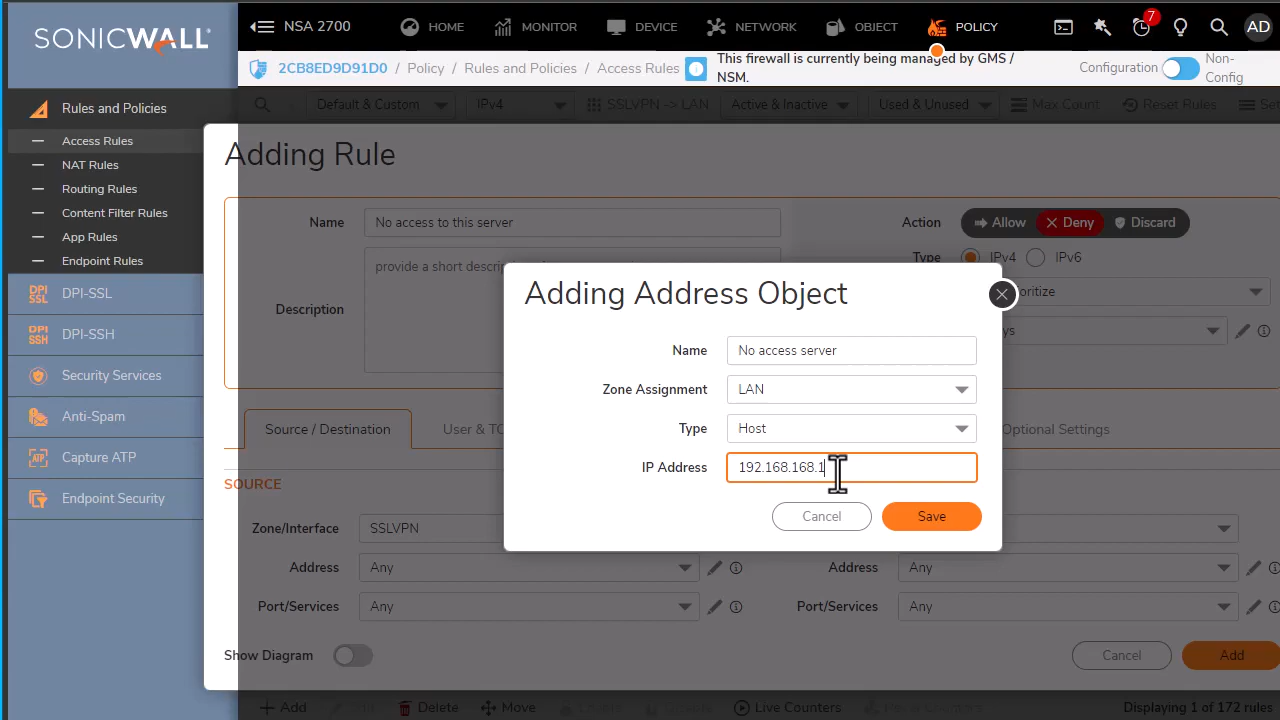 SONICWALL
NSA 2700
HOME
MONITOR
DEVICE
NETWORK
OBJECT
POLICY
7
AD
2CB8ED9D91D0 / Policy / Rules and Policies / Access Rules
This firewall is currently being managed by GMS /
NSM.
Configuration
Non-
Config
Default & Custom
IPv4
SSLVPN -> LAN
Active & Inactive
Used & Unused
Max Count
Reset Rules
Rules and Policies
Access Rules
NAT Rules
Routing Rules
Content Filter Rules
App Rules
Endpoint Rules
DPI SSL
DPI-SSL
DPI SSH
DPI-SSH
Security Services
Anti-Spam
Capture ATP
Endpoint Security
Adding Rule
Name
No access to this server
Description
provide a short descrip
Action
Allow
Deny
Discard
Type
IPv4
IPv6
Adding Address Object
Name
No access server
Zone Assignment
LAN
Type
Host
IP Address
192.168.168.1
Cancel
Save
Source / Destination
User & TC
Optional Settings
SOURCE
Zone/Interface
SSLVPN
Address
Any
Address
Any
Port/Services
Any
Port/Services
Any
Show Diagram
Cancel
Add
Add
Delete
Move
Live Counters
Displaying 1 of 172 rules.